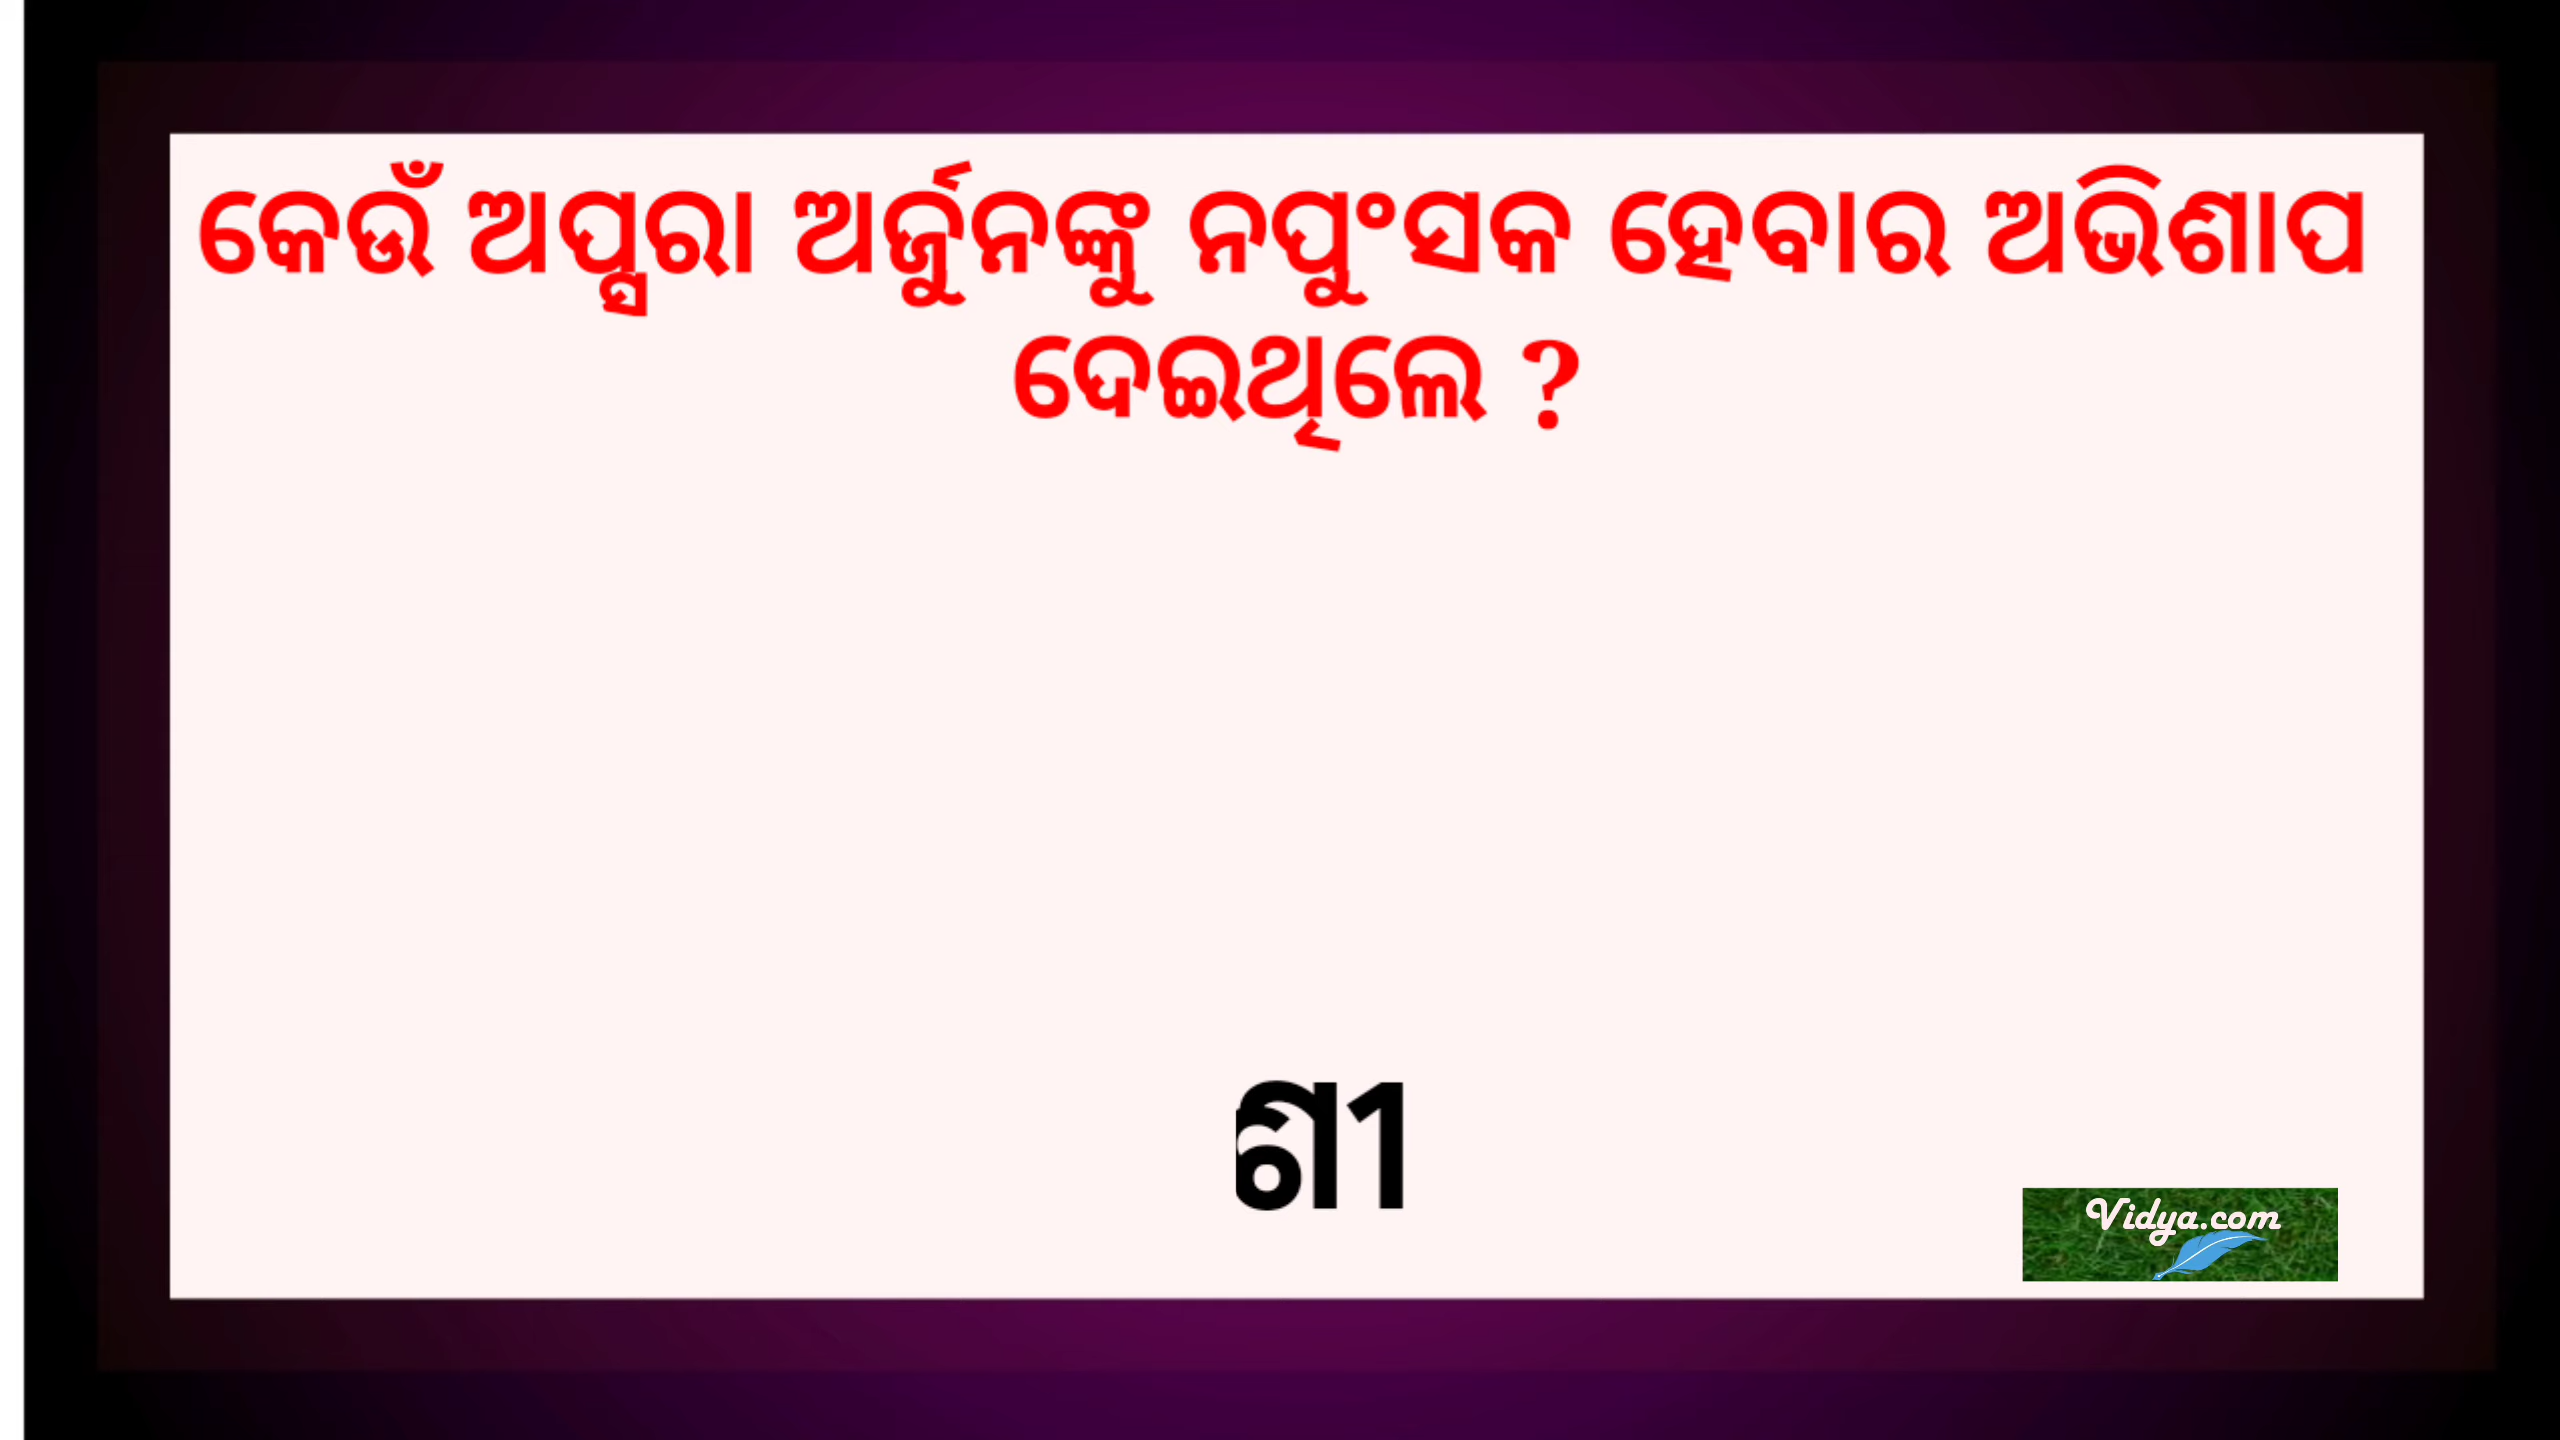 କେଉଁ ଅପ୍ସରା ଅର୍ଜୁନଙ୍କୁ ନପୁଂସକ ହେବାର ଅଭିଶାପ
ଦେଇଥିଲେ ?
Vidya.com